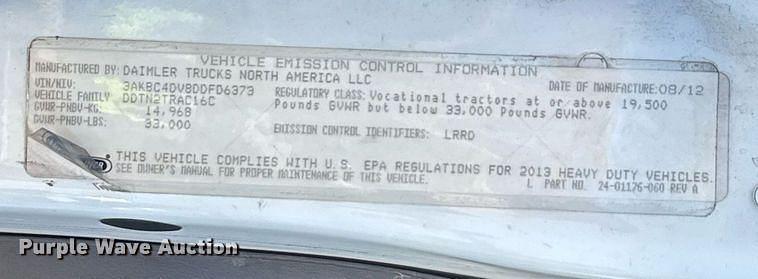 VEHICLE EMISSION CONTROL INFORMATION
MANUFACTURED BY: DAIMLER TRUCKS NORTH AMERICA LLC
DATE OF MANUFACTURE: 08/12
VIN/NIV: 3AKBC4DV8DDFD6373
VEHICLE FAMILY DDTN2TRAC16C
GVWR-PNBV-KG: 14,968
GVWR-PNBV-LBS: 33,000
REGULATORY CLASS: Vocational tractors at or above 19,500
Pounds GVWR but below 33,000 Pounds GVWR.
EMISSION CONTROL IDENTIFIERS: LRRD
THIS VEHICLE COMPLIES WITH U.S. EPA REGULATIONS FOR 2013 HEAVY DUTY VEHICLES.
SEE OWNER'S MANUAL FOR PROPER MAINTENANCE OF THIS VEHICLE.
L PART NO. 24-01176-060 REV A
Purple Wave Auction